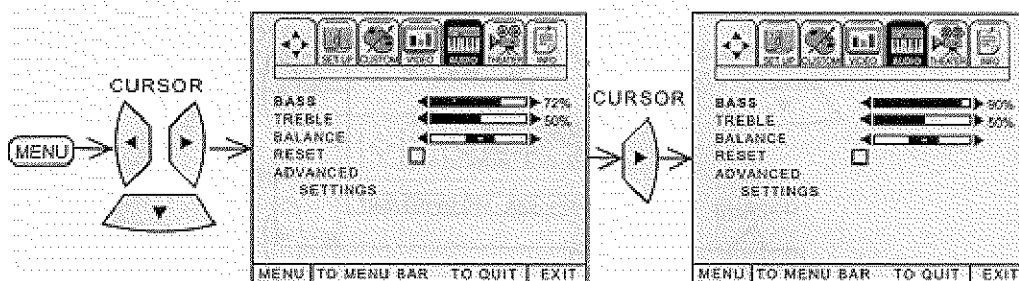 CURSOR
MENU
SET UP CUSTOM VIDEO AUDIO THEATER INFO
BASS 72%
TREBLE 50%
BALANCE
RESET
ADVANCED
SETTINGS
MENU TO MENU BAR TO QUIT EXIT
CURSOR
SET UP CUSTOM VIDEO AUDIO THEATER INFO
BASS 90%
TREBLE 50%
BALANCE
RESET
ADVANCED
SETTINGS
MENU TO MENU BAR TO QUIT EXIT